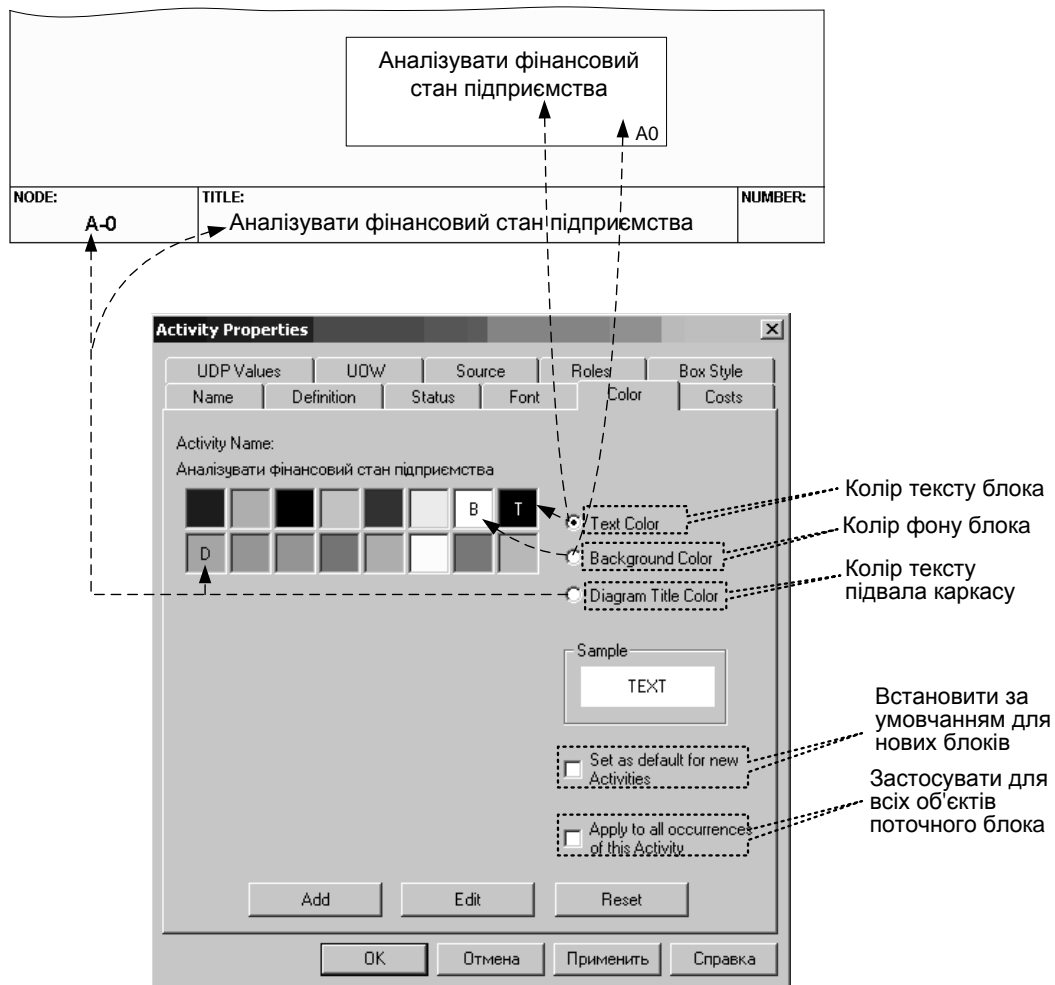 Аналізувати фінансовий
стан підприємства
A0
NODE:
TITLE:
NUMBER:
A-0
Аналізувати фінансовий стан підприємства
Activity Properties
UDP Values
UOW
Source
Roles
Box Style
Name
Definition
Status
Font
Color
Costs
Activity Name:
Аналізувати фінансовий стан підприємства
B
T
D
Text Color
Background Color
Diagram Title Color
Колір тексту блока
Колір фону блока
Колір тексту
підвала каркасу
Sample
TEXT
Set as default for new
Activities
Встановити за
умовчанням для
нових блоків
Apply to all occurrences
of this Activity
Застосувати для
всіх об'єктів
поточного блока
Add
Edit
Reset
OK
Отмена
Применить
Справка